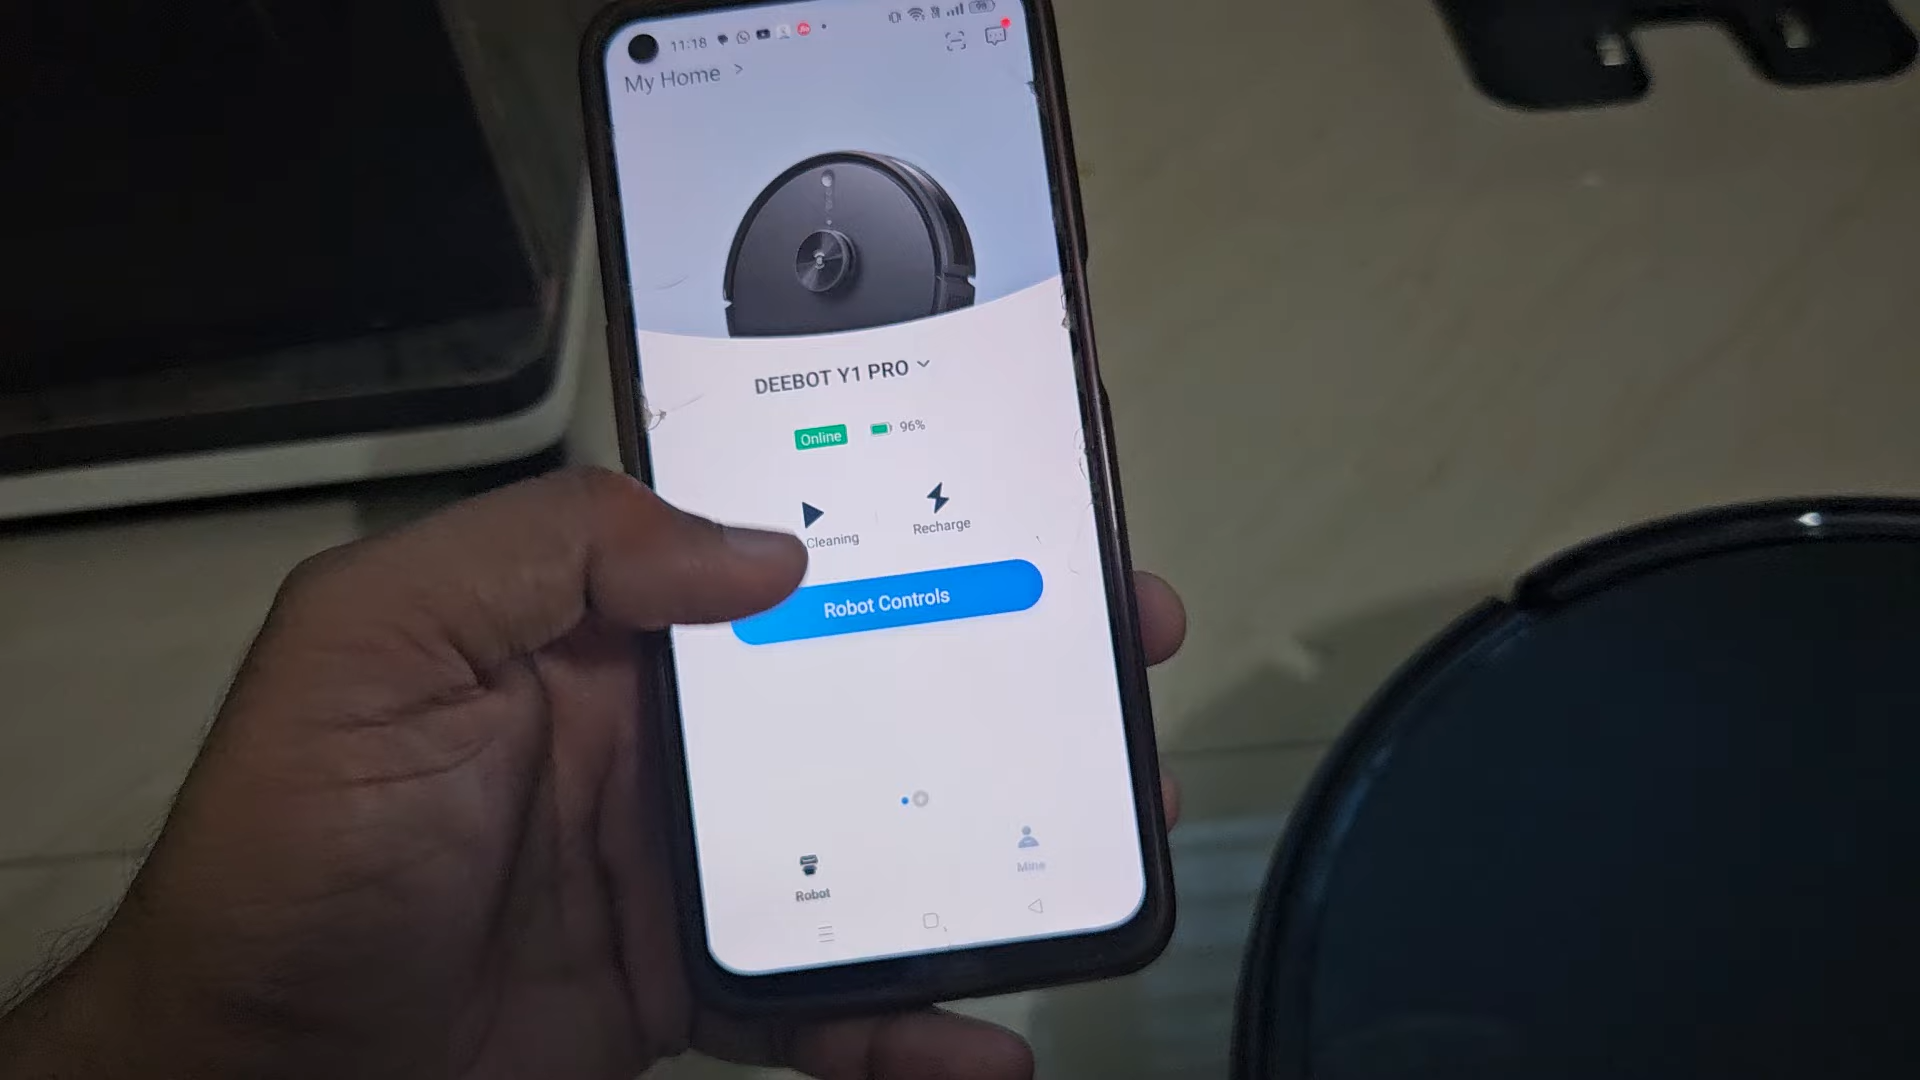 11:18
My Home >
DEEBOT Y1 PRO
Online 96%
Cleaning
Recharge
Robot Controls
Robot
Mine